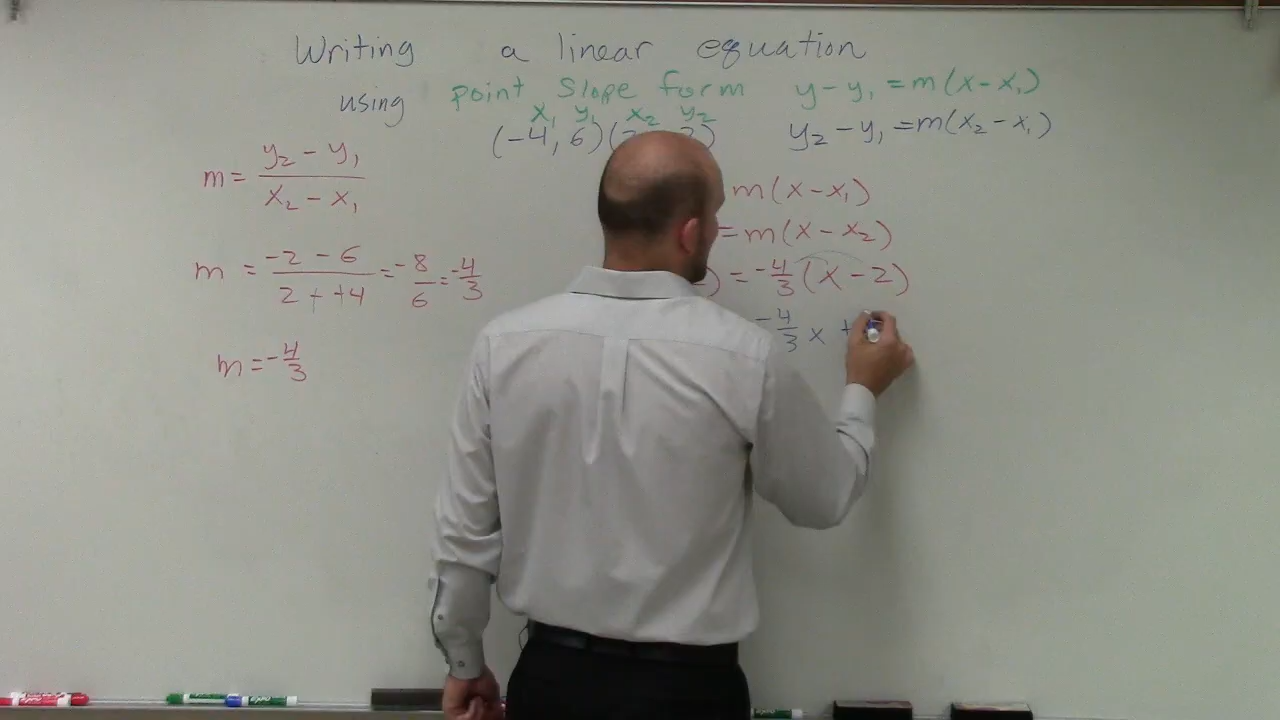 Writing a linear equation
using point Slope form y - y₁ = m(x - x₁)
x₁ y₁ x₂ y₂
(-4, 6)( ) y₂ - y₁ = m(x₂ - x₁)
m = (y₂ - y₁)/(x₂ - x₁)
m = (-2 - 6)/(2 + +4) = -8/6 = -4/3
m = -4/3
m(x - x₁)
= m(x - x₂)
) = -4/3(x - 2)
-4/3 x +